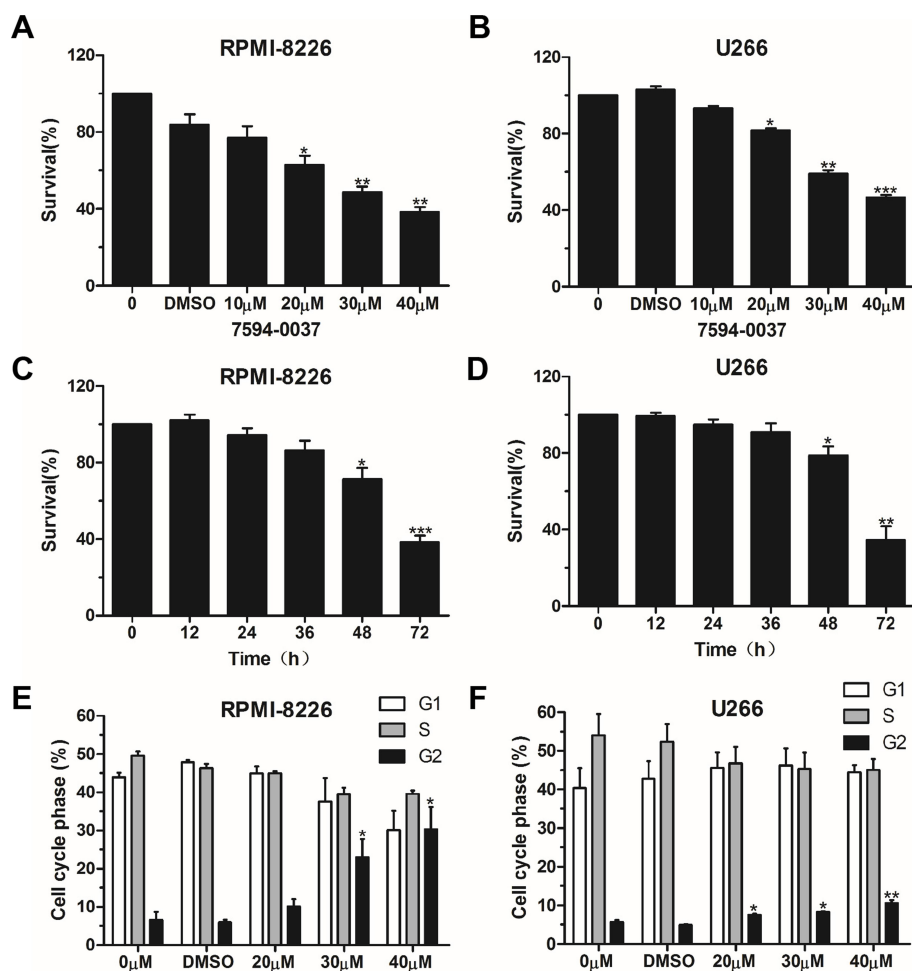 A
RPMI-8226
Survival(%)
120
80
40
0
*
**
**
0 DMSO 10μM 20μM 30μM 40μM
7594-0037
B
U266
Survival(%)
120
80
40
0
*
**
***
0 DMSO 10μM 20μM 30μM 40μM
7594-0037
C
RPMI-8226
Survival(%)
120
80
40
0
*
***
0 12 24 36 48 72
Time（h）
D
U266
Survival(%)
120
80
40
0
*
**
0 12 24 36 48 72
Time（h）
E
RPMI-8226
G1
S
G2
Cell cycle phase (%)
60
50
40
30
20
10
0
*
*
0μM DMSO 20μM 30μM 40μM
F
U266
G1
S
G2
Cell cycle phase (%)
60
50
40
30
20
10
0
*
*
**
0μM DMSO 20μM 30μM 40μM